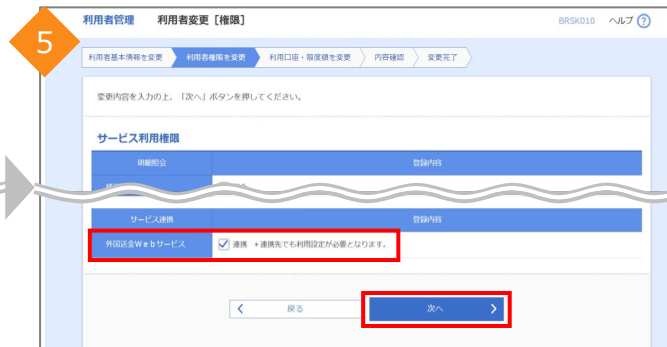 5
利用者管理 利用者変更［権限］ BRSK010 ヘルプ ?
利用者基本情報を変更 利用者権限を変更 利用口座・限度額を変更 内容確認 変更完了
変更内容を入力の上、「次へ」ボタンを押してください。
サービス利用権限
明細照会 登録内容
サービス連携 登録内容
外国送金Ｗｅｂサービス 連携 ＊連携先でも利用設定が必要となります。
戻る 次へ